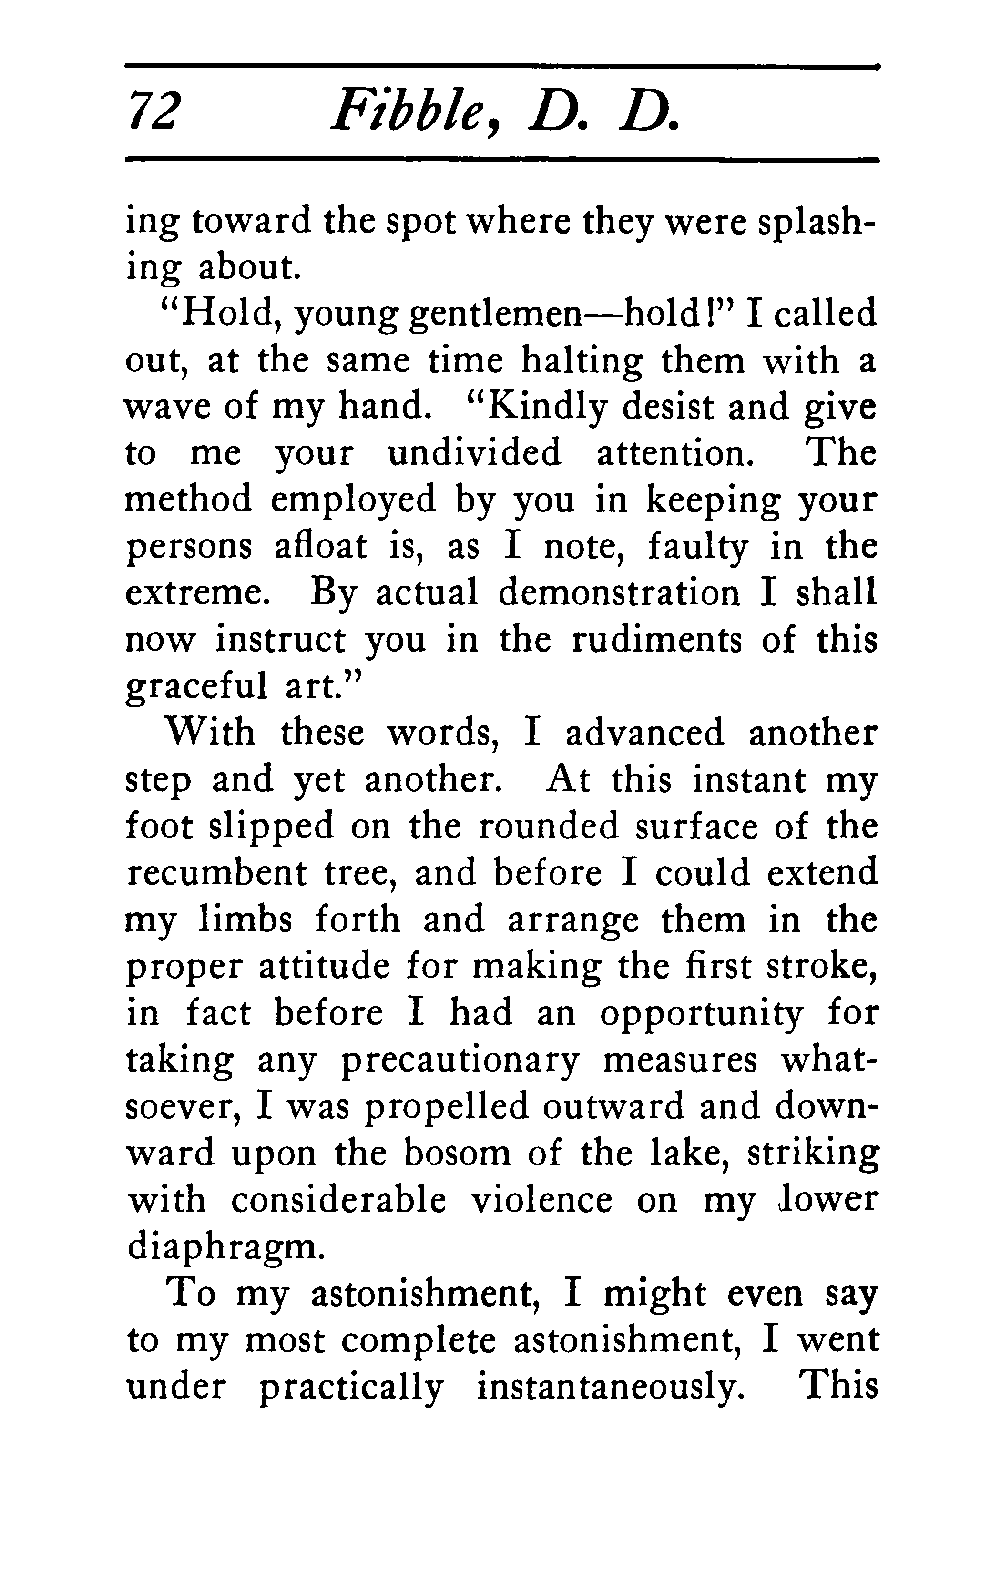 72 Fibble, D. D.
ing toward the spot where they were splash-
ing about.
"Hold, young gentlemen—hold!" I called
out, at the same time halting them with a
wave of my hand. "Kindly desist and give
to me your undivided attention. The
method employed by you in keeping your
persons afloat is, as I note, faulty in the
extreme. By actual demonstration I shall
now instruct you in the rudiments of this
graceful art."
With these words, I advanced another
step and yet another. At this instant my
foot slipped on the rounded surface of the
recumbent tree, and before I could extend
my limbs forth and arrange them in the
proper attitude for making the first stroke,
in fact before I had an opportunity for
taking any precautionary measures what-
soever, I was propelled outward and down-
ward upon the bosom of the lake, striking
with considerable violence on my lower
diaphragm.
To my astonishment, I might even say
to my most complete astonishment, I went
under practically instantaneously. This